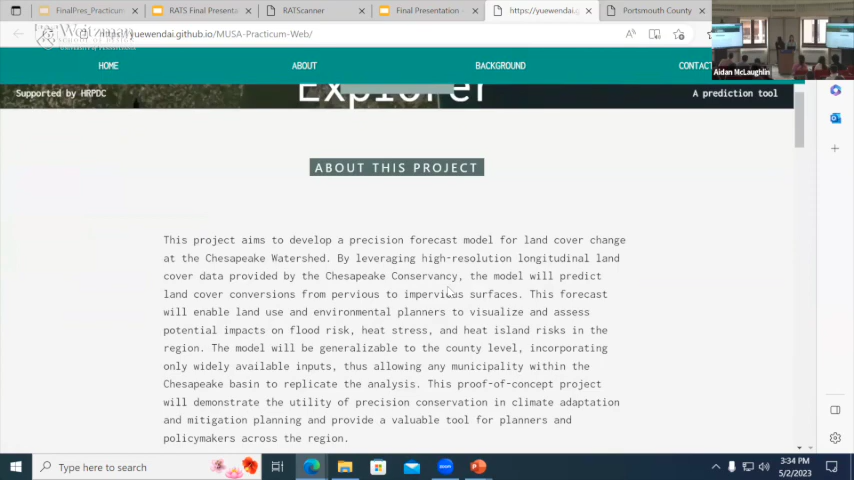 FinalPres_Practicum
RATS Final Presenta
RATScanner
Final Presentation -
https://yuewendai.g
Portsmouth County
Weitzman
yuewendai.github.io/MUSA-Practicum-Web/
HOME
ABOUT
BACKGROUND
CONTACT
Aidan McLaughlin
Supported by HRPDC
Explorer
A prediction tool
ABOUT THIS PROJECT
This project aims to develop a precision forecast model for land cover change
at the Chesapeake Watershed. By leveraging high-resolution longitudinal land
cover data provided by the Chesapeake Conservancy, the model will predict
land cover conversions from pervious to impervious surfaces. This forecast
will enable land use and environmental planners to visualize and assess
potential impacts on flood risk, heat stress, and heat island risks in the
region. The model will be generalizable to the county level, incorporating
only widely available inputs, thus allowing any municipality within the
Chesapeake basin to replicate the analysis. This proof-of-concept project
will demonstrate the utility of precision conservation in climate adaptation
and mitigation planning and provide a valuable tool for planners and
policymakers across the region.
Type here to search
3:34 PM
5/2/2023